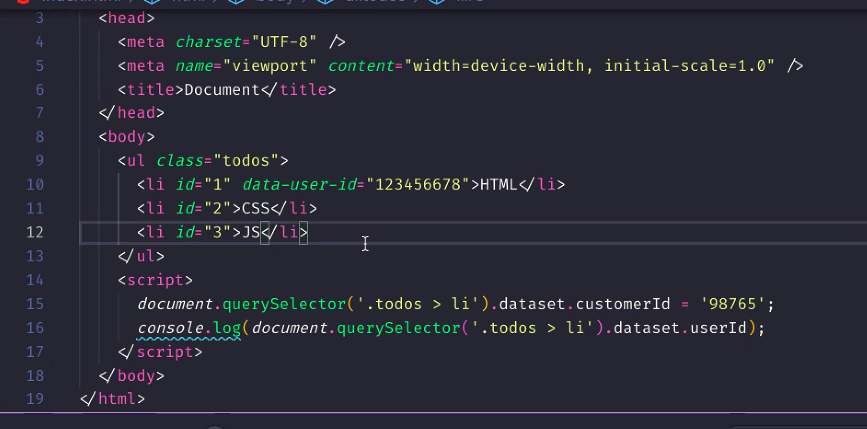 3 <head>
4 <meta charset="UTF-8" />
5 <meta name="viewport" content="width=device-width, initial-scale=1.0" />
6 <title>Document</title>
7 </head>
8 <body>
9 <ul class="todos">
10 <li id="1" data-user-id="123456678">HTML</li>
11 <li id="2">CSS</li>
12 <li id="3">JS</li>
13 </ul>
14 <script>
15 document.querySelector('.todos > li').dataset.customerId = '98765';
16 console.log(document.querySelector('.todos > li').dataset.userId);
17 </script>
18 </body>
19 </html>